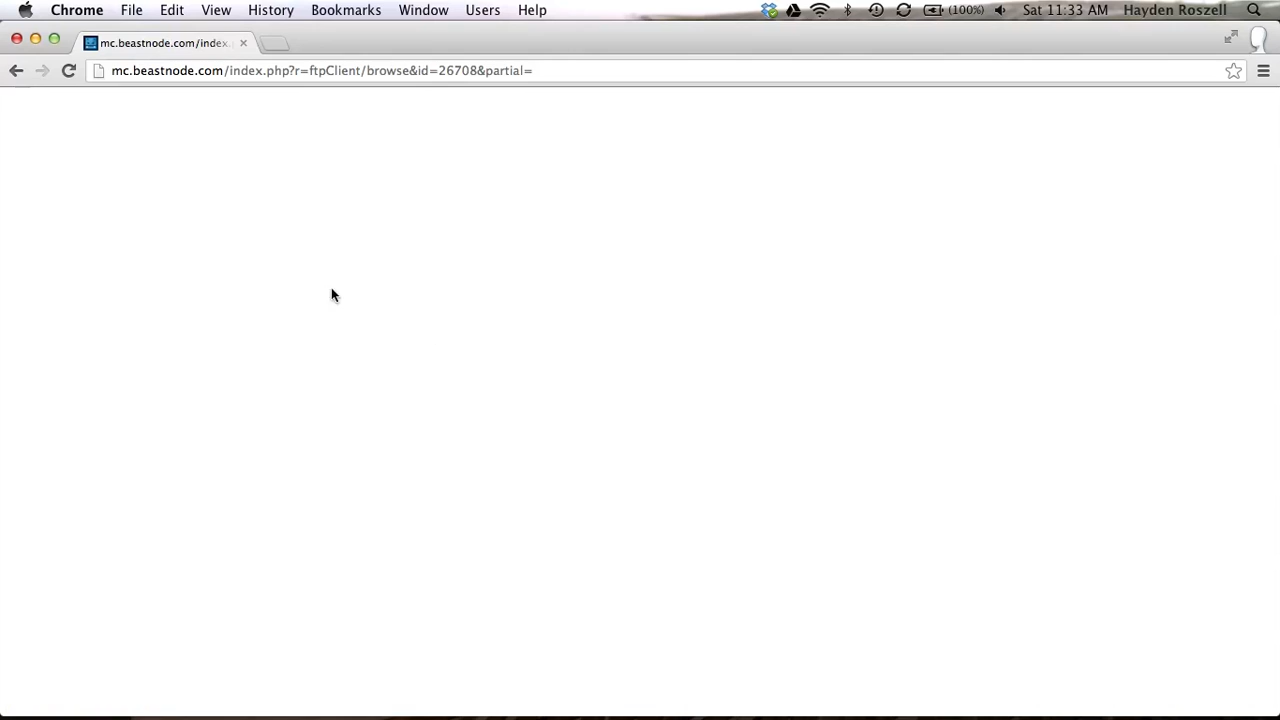 Chrome File Edit View History Bookmarks Window Users Help (100%) Sat 11:33 AM Hayden Roszell
mc.beastnode.com/index.
mc.beastnode.com/index.php?r=ftpClient/browse&id=26708&partial=